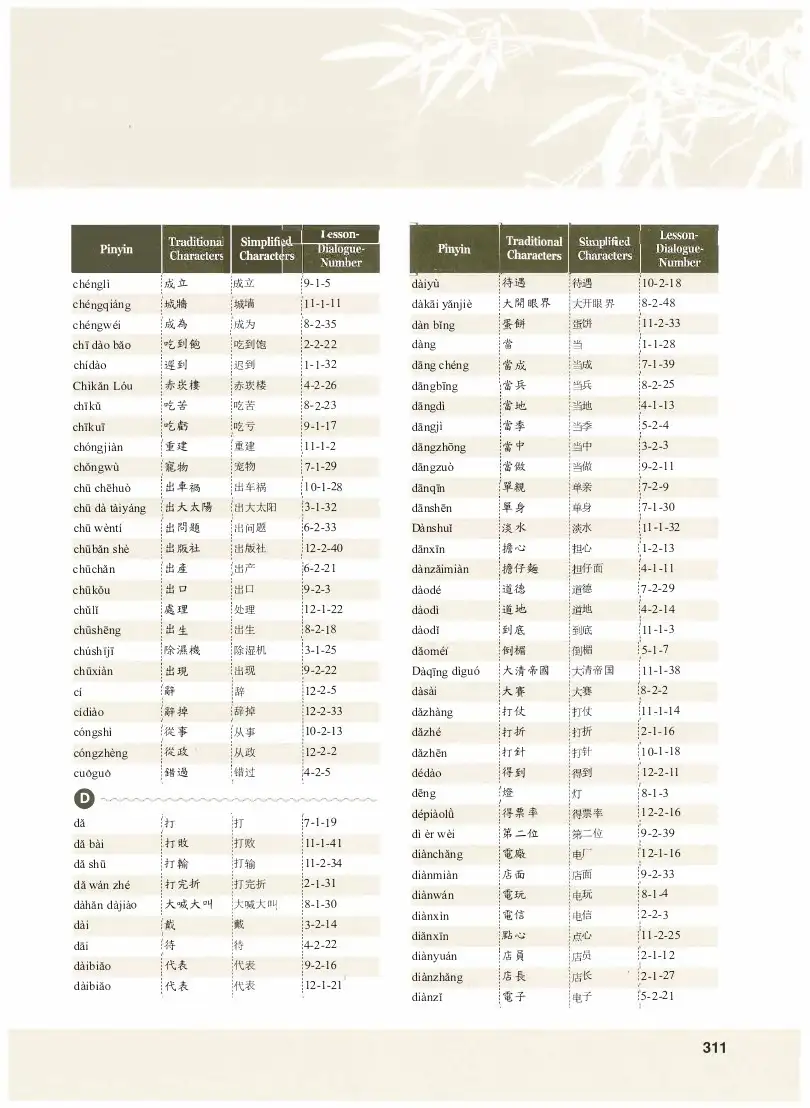 Pinyin Traditional Characters Simplified Characters Lesson-Dialogue-Number
chénglì 成立 成立 9-1-5
chéngqiáng 城牆 城墙 11-1-11
chéngwéi 成為 成为 8-2-35
chī dào bǎo 吃到飽 吃到饱 2-2-22
chídào 遲到 迟到 1-1-32
Chìkǎn Lóu 赤崁樓 赤崁楼 4-2-26
chīkǔ 吃苦 吃苦 8-2-23
chīkuī 吃虧 吃亏 9-1-17
chóngjiàn 重建 重建 11-1-2
chǒngwù 寵物 宠物 7-1-29
chū chēhuò 出車禍 出车祸 10-1-28
chū dà tàiyáng 出大太陽 出大太阳 3-1-32
chū wèntí 出問題 出问题 6-2-33
chūbǎn shè 出版社 出版社 12-2-40
chūchǎn 出產 出产 6-2-21
chūkǒu 出口 出口 9-2-3
chǔlǐ 處理 处理 12-1-22
chūshēng 出生 出生 8-2-18
chúshījī 除濕機 除湿机 3-1-25
chūxiàn 出現 出现 9-2-22
cí 辭 辞 12-2-5
cídiào 辭掉 辞掉 12-2-33
cóngshì 從事 从事 10-2-13
cóngzhèng 從政 从政 12-2-2
cuòguò 錯過 错过 4-2-5
D
dǎ 打 打 7-1-19
dǎ bài 打敗 打败 11-1-41
dǎ shū 打輸 打输 11-2-34
dǎ wán zhé 打完折 打完折 2-1-31
dàhǎn dàjiào 大喊大叫 大喊大叫 8-1-30
dài 戴 戴 3-2-14
dāi 待 待 4-2-22
dàibiǎo 代表 代表 9-2-16
dàibiǎo 代表 代表 12-1-21
Pinyin Traditional Characters Simplified Characters Lesson-Dialogue-Number
dàiyù 待遇 待遇 10-2-18
dàkāi yǎnjiè 大開眼界 大开眼界 8-2-48
dàn bǐng 蛋餅 蛋饼 11-2-33
dàng 當 当 1-1-28
dāng chéng 當成 当成 7-1-39
dāngbīng 當兵 当兵 8-2-25
dāngdì 當地 当地 4-1-13
dāngjì 當季 当季 5-2-4
dāngzhōng 當中 当中 3-2-3
dāngzuò 當做 当做 9-2-11
dānqīn 單親 单亲 7-2-9
dānshēn 單身 单身 7-1-30
Dànshuǐ 淡水 淡水 11-1-32
dānxīn 擔心 担心 1-2-13
dànzǎimiàn 擔仔麵 担仔面 4-1-11
dàodé 道德 道德 7-2-29
dàodì 道地 道地 4-2-14
dàodǐ 到底 到底 11-1-3
dǎoméi 倒楣 倒楣 5-1-7
Dàqīng dìguó 大清帝國 大清帝国 11-1-38
dàsài 大賽 大赛 8-2-2
dǎzhàng 打仗 打仗 11-1-14
dǎzhé 打折 打折 2-1-16
dǎzhēn 打針 打针 10-1-18
dédào 得到 得到 12-2-11
dēng 燈 灯 8-1-3
dépiàolǜ 得票率 得票率 12-2-16
dì èr wèi 第二位 第二位 9-2-39
diànchǎng 電廠 电厂 12-1-16
diànmiàn 店面 店面 9-2-33
diànwán 電玩 电玩 8-1-4
diànxìn 電信 电信 2-2-3
diǎnxīn 點心 点心 11-2-25
diànyuán 店員 店员 2-1-12
diànzhǎng 店長 店长 2-1-27
diànzǐ 電子 电子 5-2-21
311